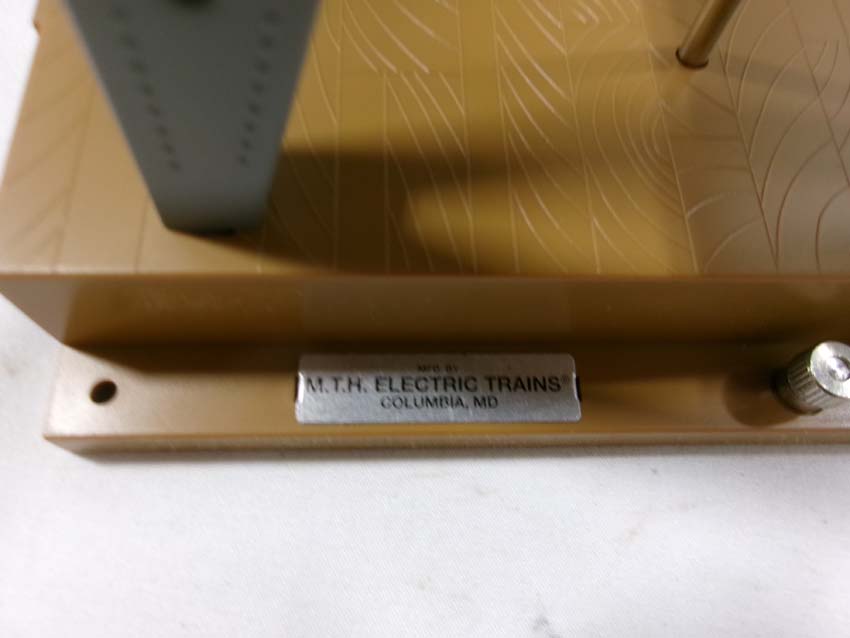 MFG. BY
M.T.H. ELECTRIC TRAINS®
COLUMBIA, MD